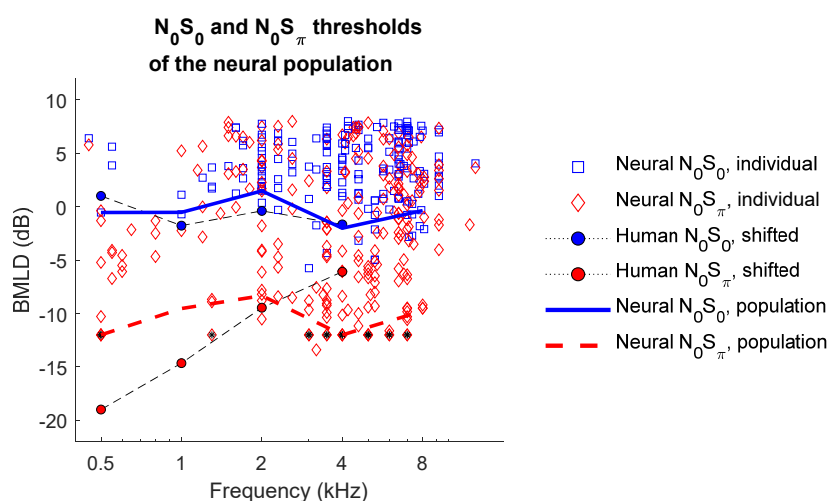 N₀S₀ and N₀Sπ thresholds
of the neural population
BMLD (dB)
10
5
0
-5
-10
-15
-20
0.5
1
2
4
8
Frequency (kHz)
Neural N₀S₀, individual
Neural N₀Sπ, individual
Human N₀S₀, shifted
Human N₀Sπ, shifted
Neural N₀S₀, population
Neural N₀Sπ, population